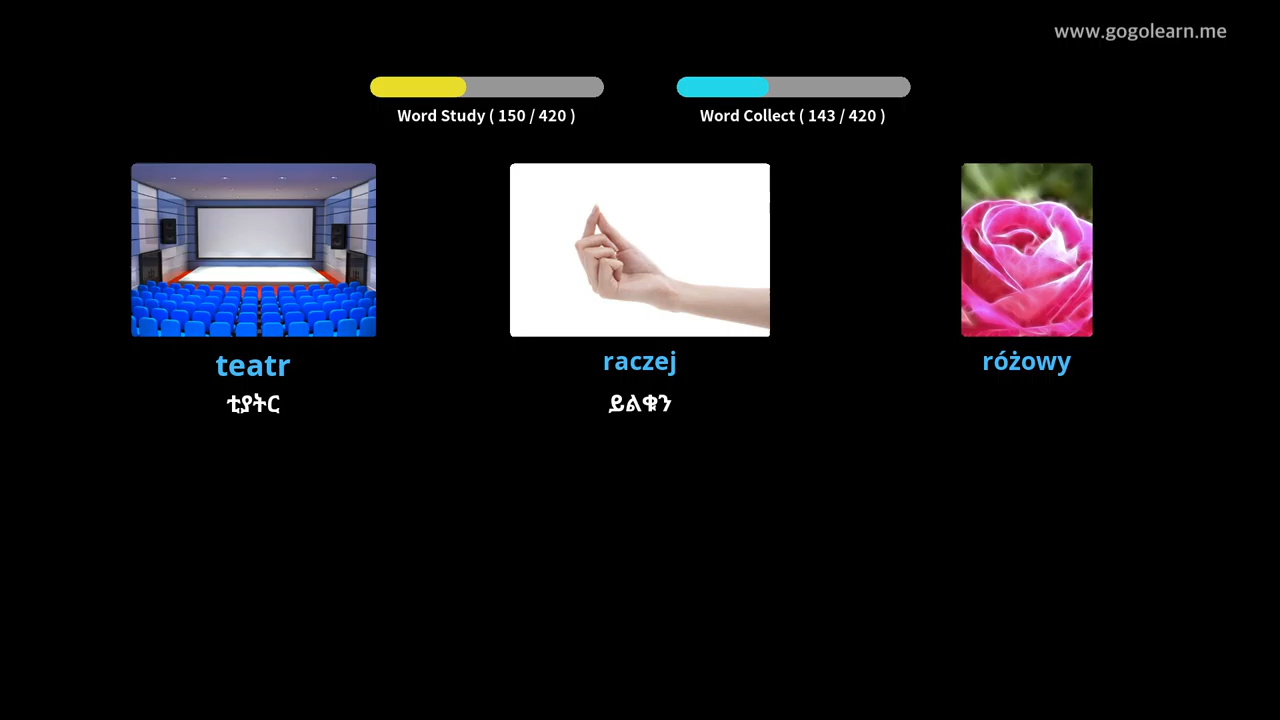 www.gogolearn.me
Word Study ( 150 / 420 )
Word Collect ( 143 / 420 )
teatr
raczej
różowy
ቲያትር
ይልቁን